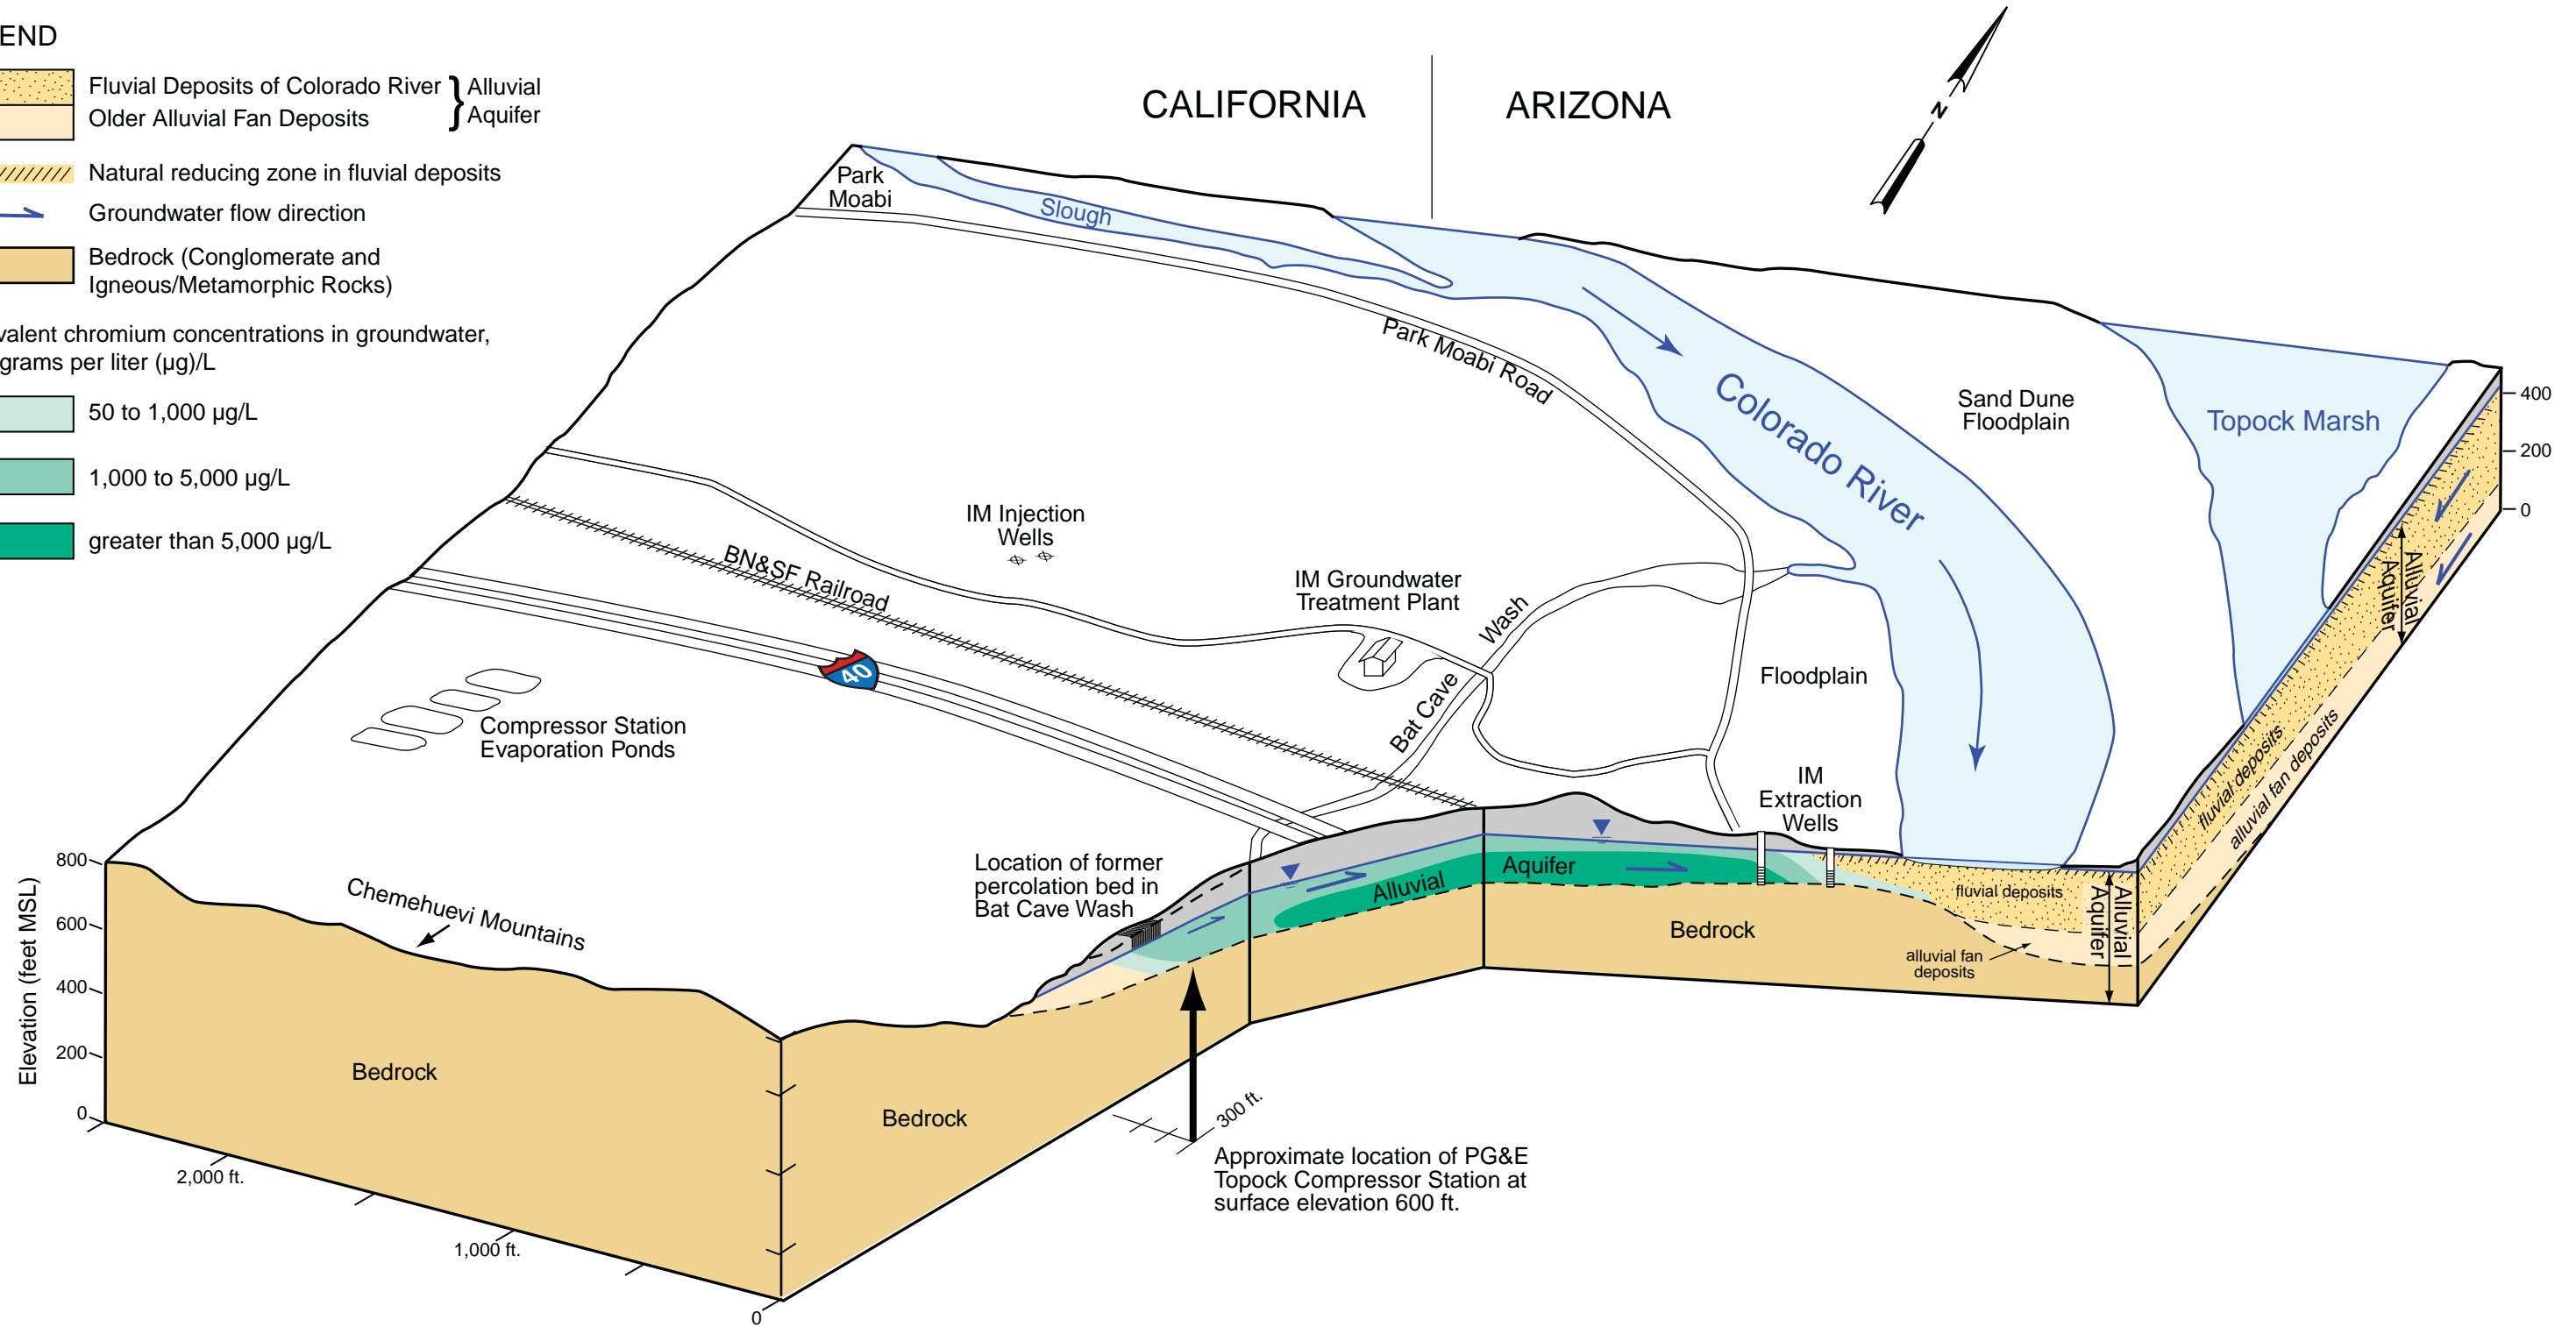 END
Fluvial Deposits of Colorado River
Older Alluvial Fan Deposits
} Alluvial
Aquifer
Natural reducing zone in fluvial deposits
Groundwater flow direction
Bedrock (Conglomerate and
Igneous/Metamorphic Rocks)
valent chromium concentrations in groundwater,
grams per liter (µg)/L
50 to 1,000 µg/L
1,000 to 5,000 µg/L
greater than 5,000 µg/L
CALIFORNIA
ARIZONA
N
Park
Moabi
Slough
Park Moabi Road
Colorado River
Sand Dune
Floodplain
Topock Marsh
400
200
0
Alluvial
Aquifer
IM Injection
Wells
BN&SF Railroad
IM Groundwater
Treatment Plant
Bat Cave
Wash
Floodplain
40
Compressor Station
Evaporation Ponds
IM
Extraction
Wells
fluvial deposits
alluvial fan deposits
Location of former
percolation bed in
Bat Cave Wash
Alluvial
Aquifer
fluvial deposits
Alluvial
Aquifer
Bedrock
alluvial fan
deposits
Chemehuevi Mountains
Elevation (feet MSL)
800
600
400
200
0
Bedrock
Bedrock
2,000 ft.
1,000 ft.
0
300 ft.
Approximate location of PG&E
Topock Compressor Station at
surface elevation 600 ft.